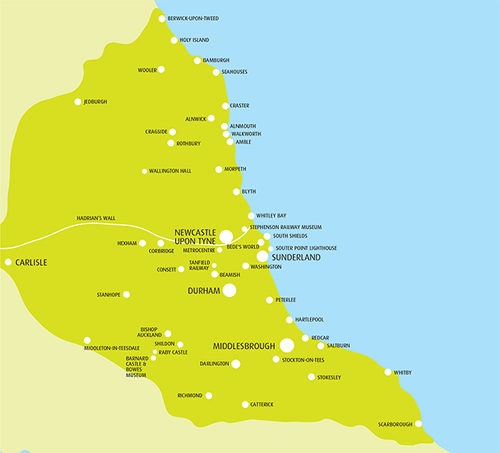 BERWICK-UPON-TWEED
HOLY ISLAND
BAMBURGH
WOOLER
SEAHOUSES
JEDBURGH
CRASTER
ALNWICK
ALNMOUTH
CRAGSIDE
WALKWORTH
ROTHBURY
AMBLE
WALLINGTON HALL
MORPETH
BLYTH
HADRIAN'S WALL
WHITLEY BAY
STEPHENSON RAILWAY MUSEUM
NEWCASTLE
UPON TYNE
SOUTH SHIELDS
HEXHAM
BEDE'S WORLD
CORBRIDGE
METROCENTRE
SOUTER POINT LIGHTHOUSE
SUNDERLAND
CARLISLE
CONSETT
TANFIELD
RAILWAY
WASHINGTON
BEAMISH
STANHOPE
DURHAM
PETERLEE
HARTLEPOOL
BISHOP
AUCKLAND
REDCAR
MIDDLETON-IN-TEESDALE
SHILDON
MIDDLESBROUGH
SALTBURN
RABY CASTLE
BARNARD
CASTLE &
BOWES
MUSEUM
DARLINGTON
STOCKTON-ON-TEES
WHITBY
STOKESLEY
RICHMOND
CATTERICK
SCARBOROUGH